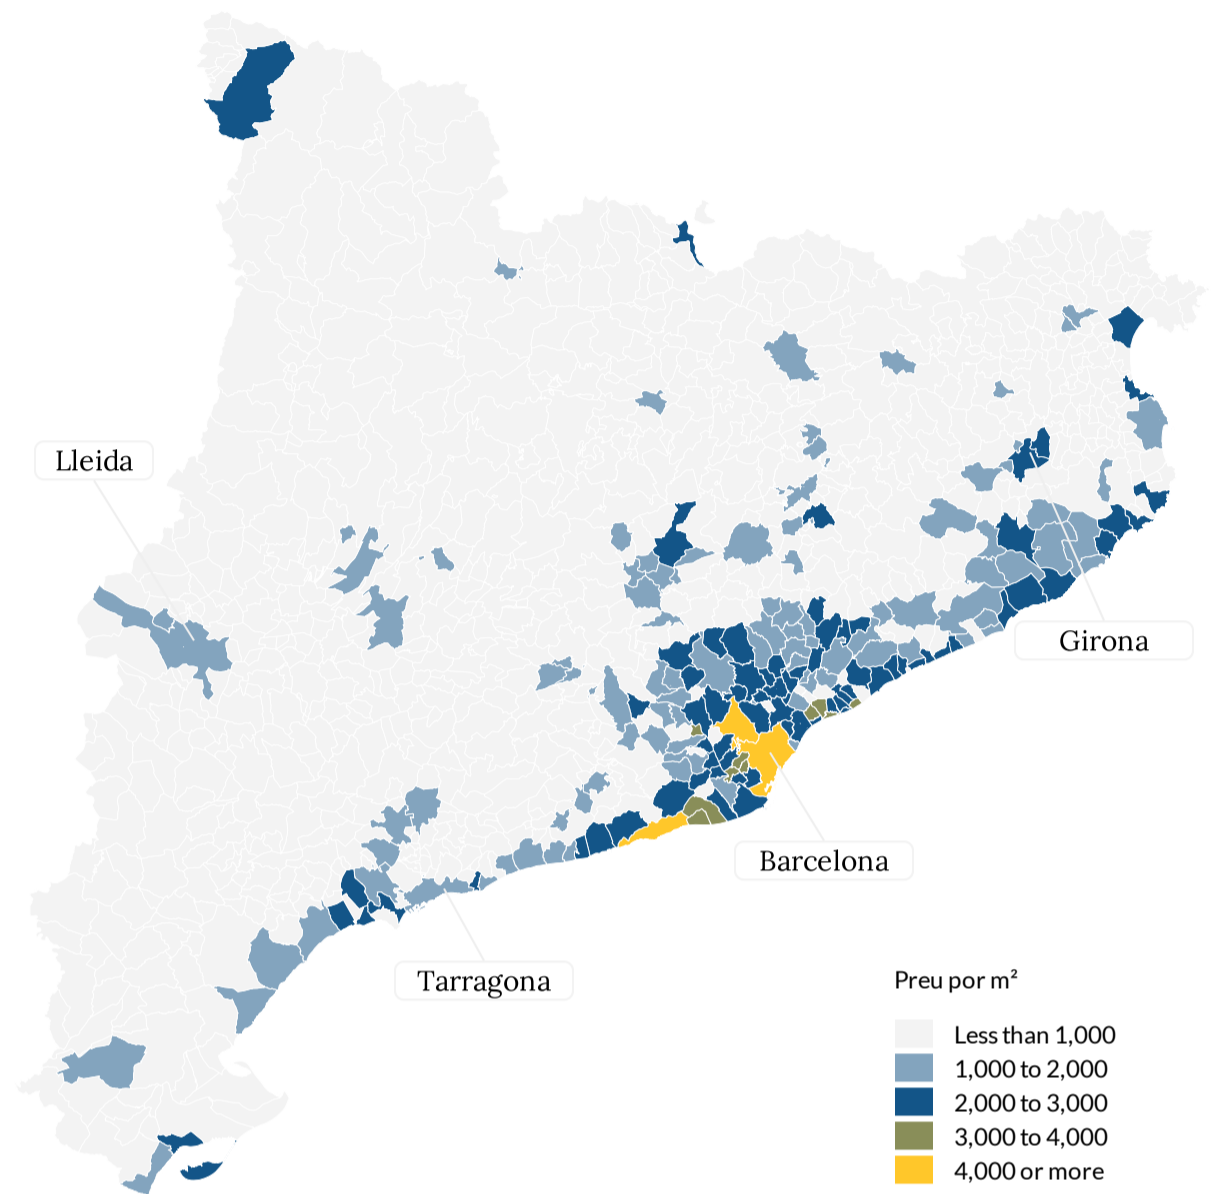 Lleida
Girona
Barcelona
Tarragona
Preu por m²
Less than 1,000
1,000 to 2,000
2,000 to 3,000
3,000 to 4,000
4,000 or more